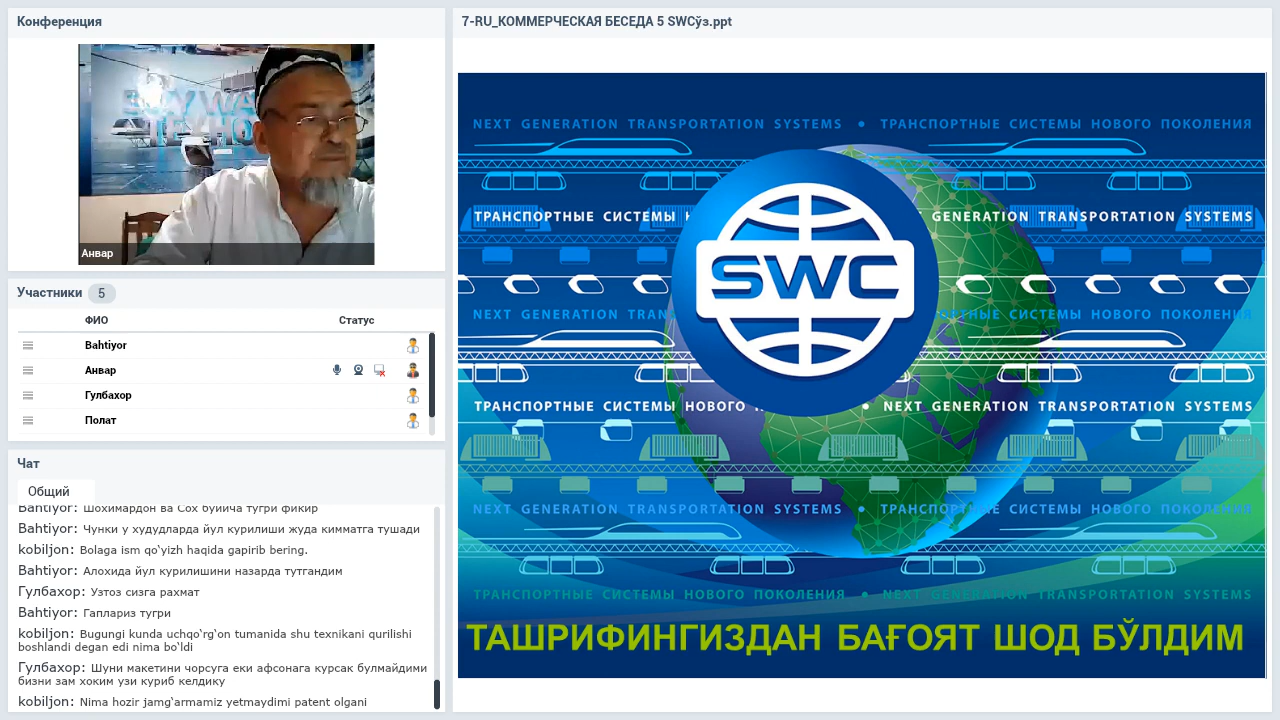 Конференция
Анвар
Участники 5
ФИО Статус
Bahtiyor
Анвар
Гулбахор
Полат
Чат
Общий
Bahtiyor: Шохимардон ва Сох буйича тугри фикир
Bahtiyor: Чунки у худудларда йул курилиши жуда кимматга тушади
kobiljon: Bolaga ism qo`yizh haqida gapirib bering.
Bahtiyor: Алохида йул курилишини назарда тутгандим
Гулбахор: Узтоз сизга рахмат
Bahtiyor: Гаплариз тугри
kobiljon: Bugungi kunda uchqo`rg`on tumanida shu texnikani qurilishi
boshlandi degan edi nima bo`ldi
Гулбахор: Шуни макетини чорсуга еки афсонага курсак булмайдими
бизни зам хоким узи куриб келдику
kobiljon: Nima hozir jamg`armamiz yetmaydimi patent olgani
7-RU_КОММЕРЧЕСКАЯ БЕСЕДА 5 SWCўз.ppt
NEXT GENERATION TRANSPORTATION SYSTEMS • ТРАНСПОРТНЫЕ СИСТЕМЫ НОВОГО ПОКОЛЕНИЯ
ТРАНСПОРТНЫЕ СИСТЕМЫ GENERATION TRANSPORTATION SYSTEMS
SWC
NEXT GENERATION СИСТЕМЫ НОВОГО ПОКОЛЕНИЯ
ТРАНСПОРТНЫЕ СИСТЕМЫ НОВОГО • NEXT GENERATION TRANSPORTATION SYSTEMS
NEXT GENERATION TRANSPORTATION SYSTEMS • ТРАНСПОРТНЫЕ СИСТЕМЫ НОВОГО ПОКОЛЕНИЯ
ТРАНСПОРТНЫЕ СИСТЕМЫ НОВОГО ПОКОЛЕНИЯ • NEXT GENERATION TRANSPORTATION SYSTEMS
ТАШРИФИНГИЗДАН БАҒОЯТ ШОД БЎЛДИМ